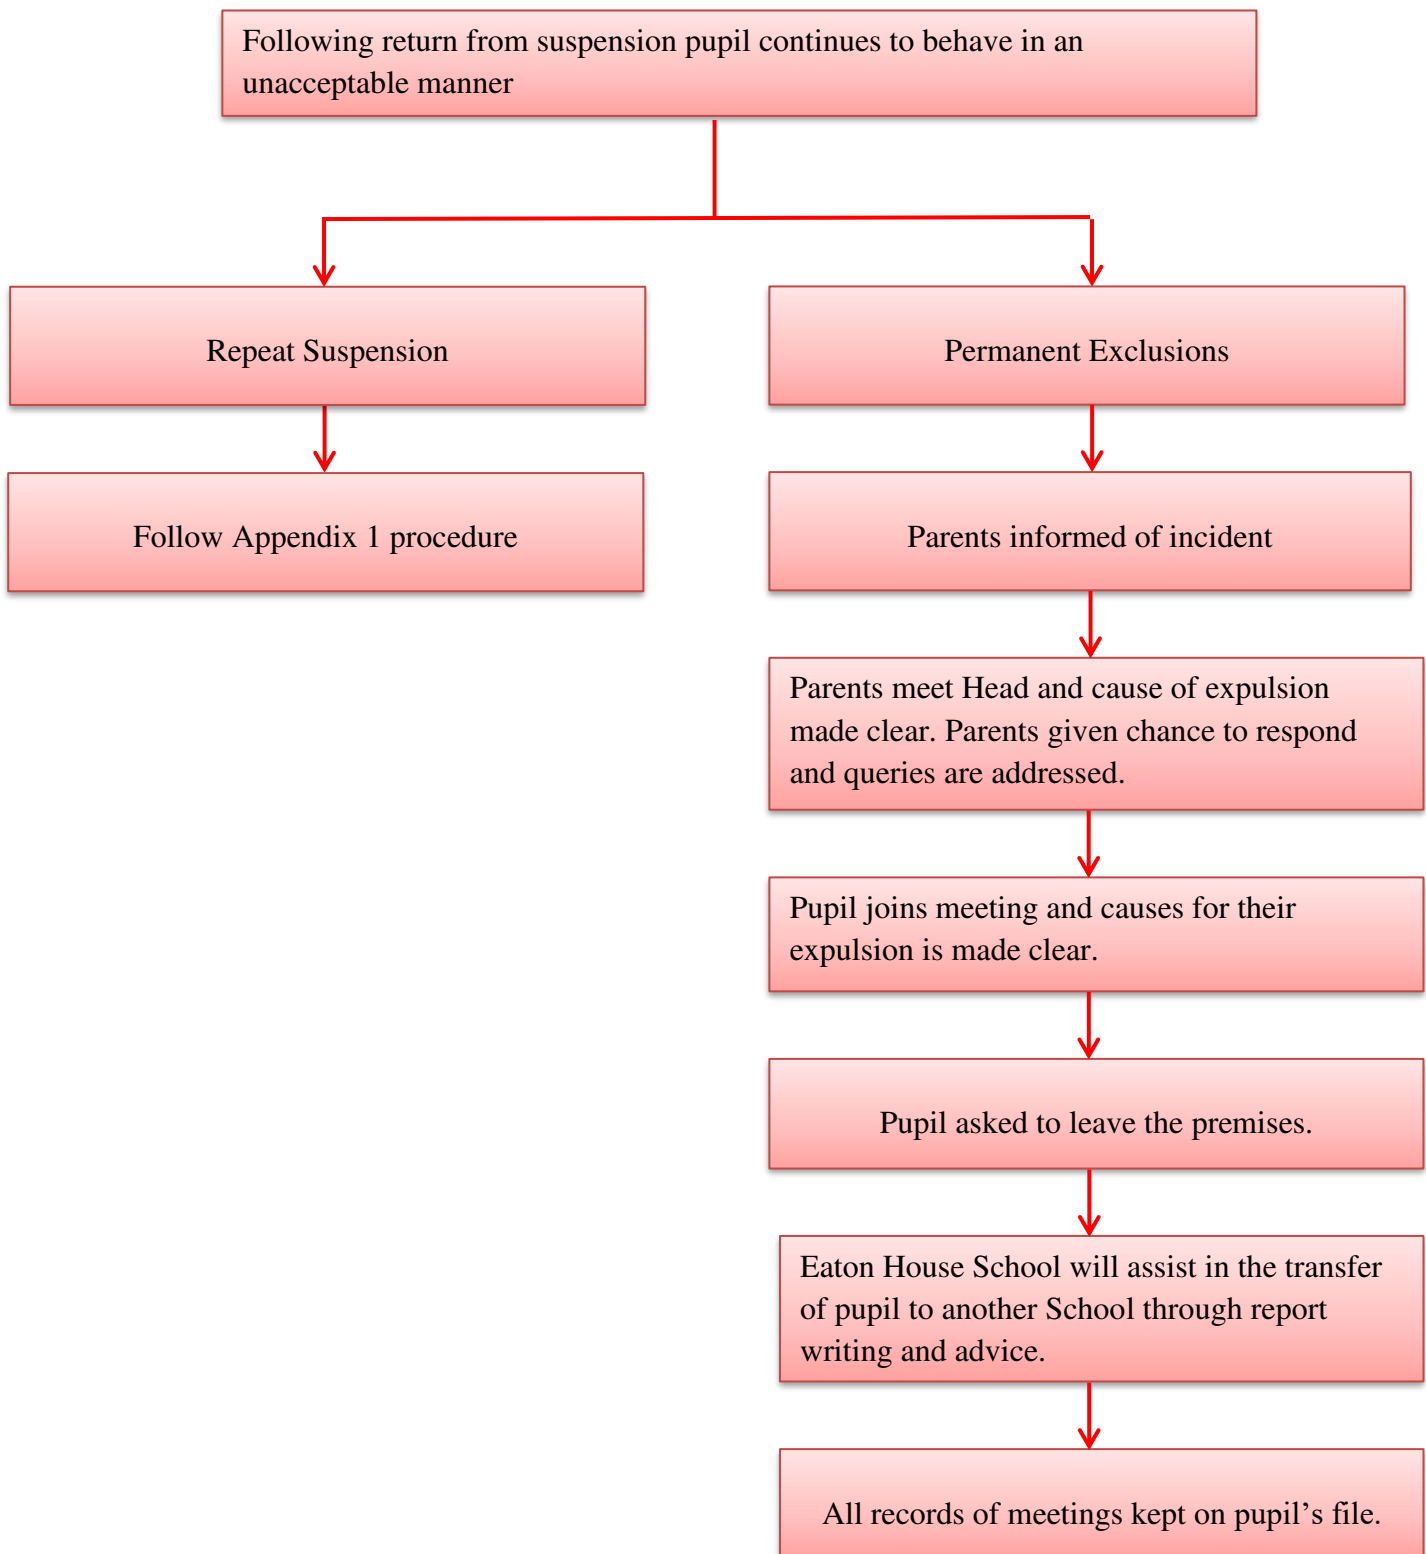 Following return from suspension pupil continues to behave in an
unacceptable manner
Repeat Suspension
Permanent Exclusions
Follow Appendix 1 procedure
Parents informed of incident
Parents meet Head and cause of expulsion
made clear. Parents given chance to respond
and queries are addressed.
Pupil joins meeting and causes for their
expulsion is made clear.
Pupil asked to leave the premises.
Eaton House School will assist in the transfer
of pupil to another School through report
writing and advice.
All records of meetings kept on pupil’s file.